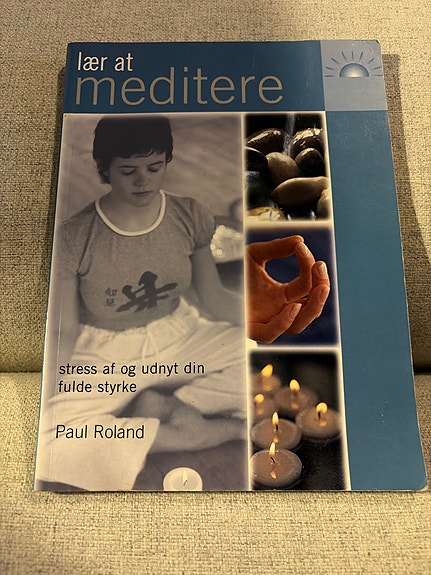 lær at
meditere
stress af og udnyt din
fulde styrke
Paul Roland